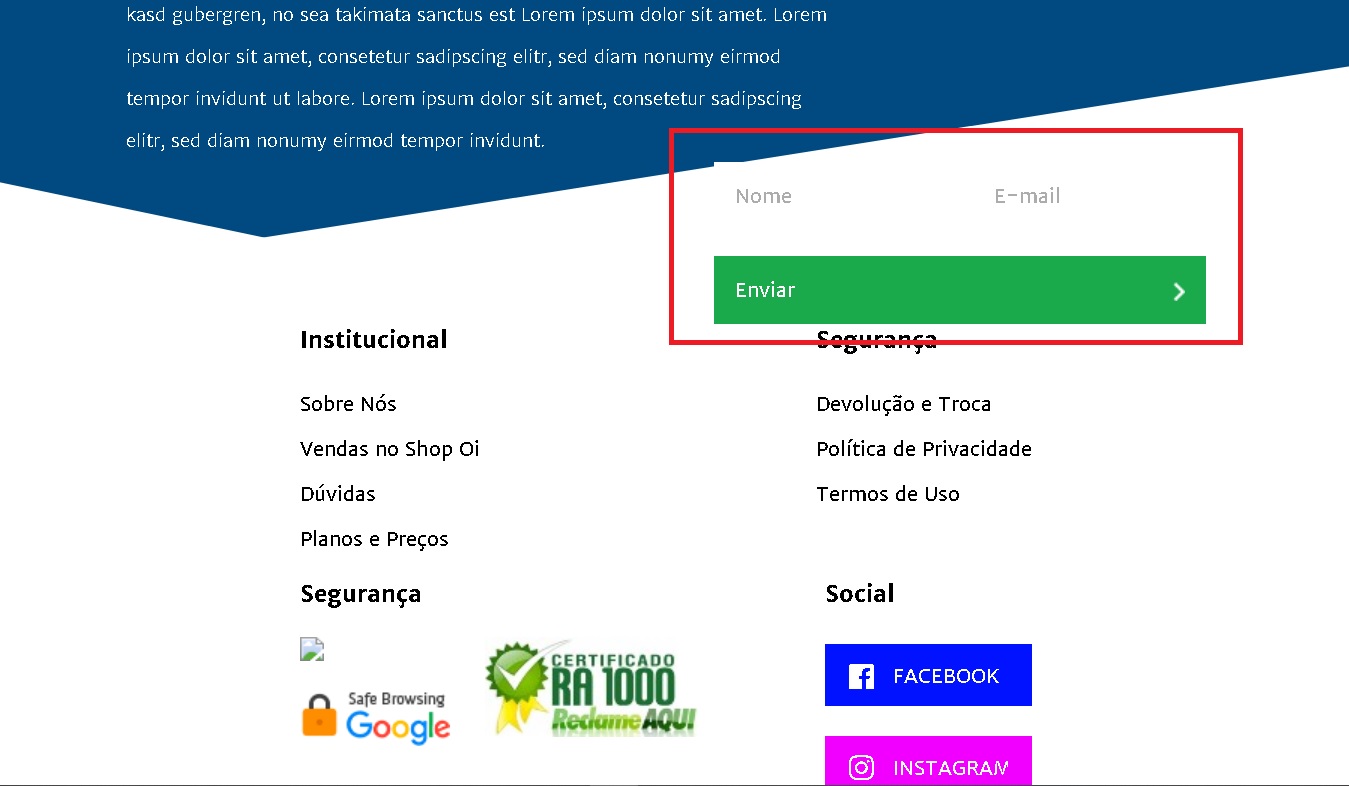 kasd gubergren, no sea takimata sanctus est Lorem ipsum dolor sit amet. Lorem
ipsum dolor sit amet, consetetur sadipscing elitr, sed diam nonumy eirmod
tempor invidunt ut labore. Lorem ipsum dolor sit amet, consetetur sadipscing
elitr, sed diam nonumy eirmod tempor invidunt.
Nome E-mail
Enviar
Institucional
Sobre Nós
Vendas no Shop Oi
Dúvidas
Planos e Preços
Segurança
Devolução e Troca
Política de Privacidade
Termos de Uso
Segurança
Safe Browsing
Google
CERTIFICADO
RA 1000
ReclameAQUI
Social
FACEBOOK
INSTAGRAM